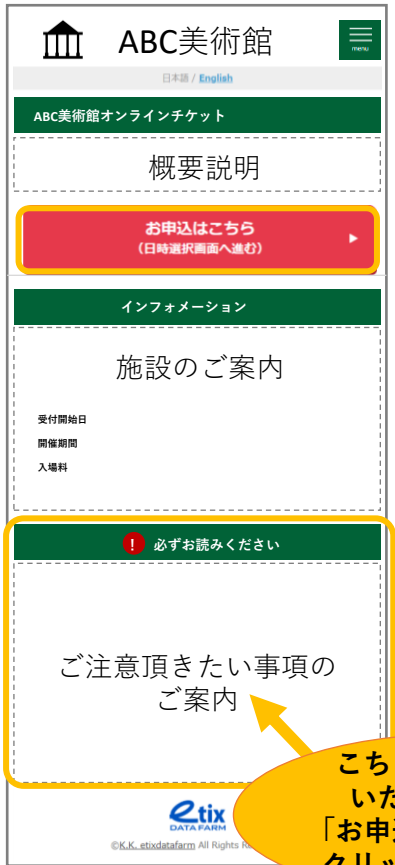 ABC美術館
menu
日本語 / English
ABC美術館オンラインチケット
概要説明
お申込はこちら
(日時選択画面へ進む)
インフォメーション
施設のご案内
受付開始日
開催期間
入場料
! 必ずお読みください
ご注意頂きたい事項の
ご案内
こち
いた
「お申
クリッ
etix
DATA FARM
©K.K. etixdatafarm All Rights